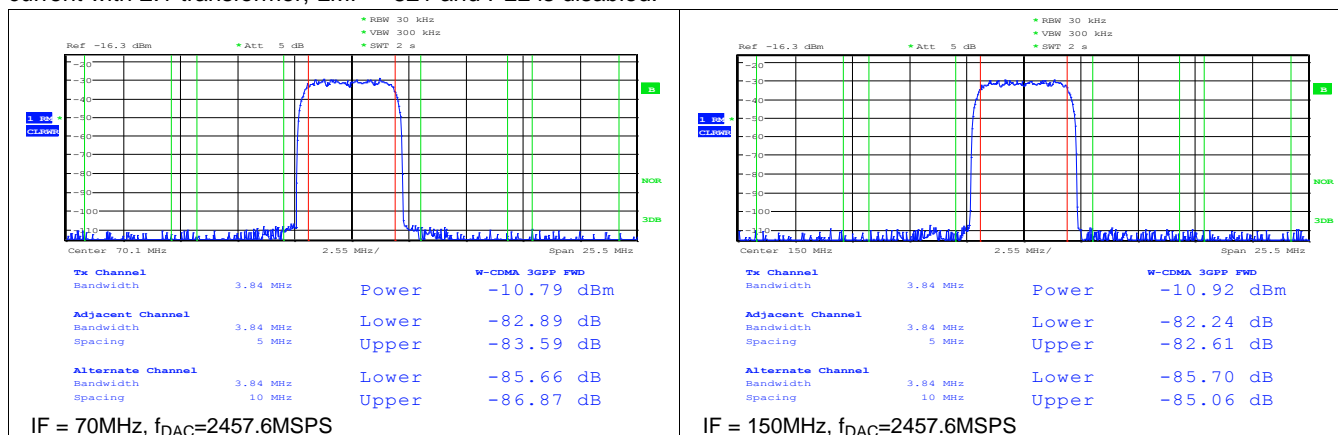 current with transformer, LMF = 821 and PLL is disabled.
* RBW 30 kHz
* VBW 300 kHz
Ref -16.3 dBm * Att 5 dB * SWT 2 s
-20
-30
-40
-50
-60
-70
-80
-90
-100
-110
1 RM *
CLRWR
B
NOR
3DB
Center 70.1 MHz 2.55 MHz/ Span 25.5 MHz
Tx Channel W-CDMA 3GPP FWD
Bandwidth 3.84 MHz Power -10.79 dBm
Adjacent Channel
Bandwidth 3.84 MHz Lower -82.89 dB
Spacing 5 MHz Upper -83.59 dB
Alternate Channel
Bandwidth 3.84 MHz Lower -85.66 dB
Spacing 10 MHz Upper -86.87 dB
IF = 70MHz, fDAC=2457.6MSPS
* RBW 30 kHz
* VBW 300 kHz
Ref -16.3 dBm * Att 5 dB * SWT 2 s
-20
-30
-40
-50
-60
-70
-80
-90
-100
-110
1 RM *
CLRWR
B
NOR
3DB
Center 150 MHz 2.55 MHz/ Span 25.5 MHz
Tx Channel W-CDMA 3GPP FWD
Bandwidth 3.84 MHz Power -10.92 dBm
Adjacent Channel
Bandwidth 3.84 MHz Lower -82.24 dB
Spacing 5 MHz Upper -82.61 dB
Alternate Channel
Bandwidth 3.84 MHz Lower -85.70 dB
Spacing 10 MHz Upper -85.06 dB
IF = 150MHz, fDAC=2457.6MSPS